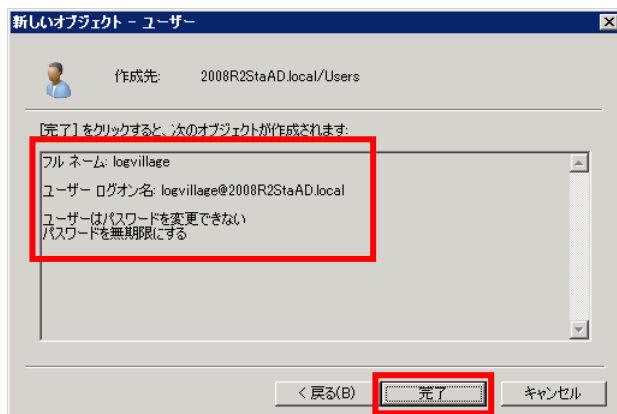 新しいオブジェクト - ユーザー
作成先: 2008R2StaAD.local/Users
[完了] をクリックすると、次のオブジェクトが作成されます:
フル ネーム: logvillage
ユーザー ログオン名: logvillage@2008R2StaAD.local
ユーザーはパスワードを変更できない
パスワードを無期限にする
< 戻る(B) 完了 キャンセル